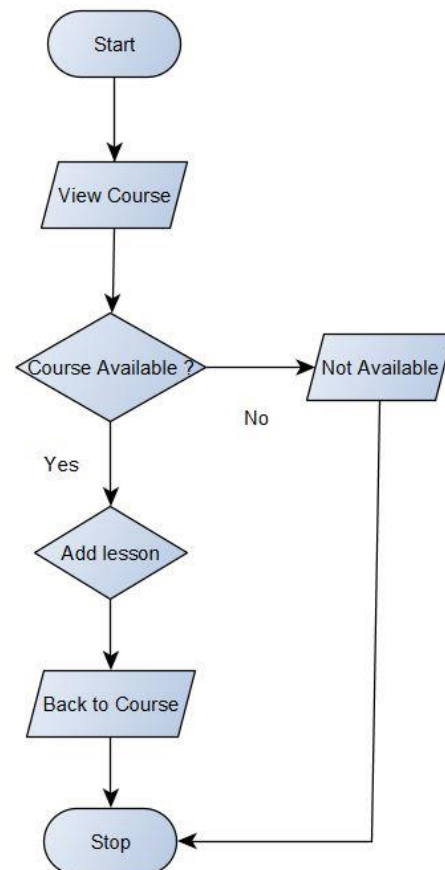 Start
View Course
Course Available ?
Not Available
No
Yes
Add lesson
Back to Course
Stop